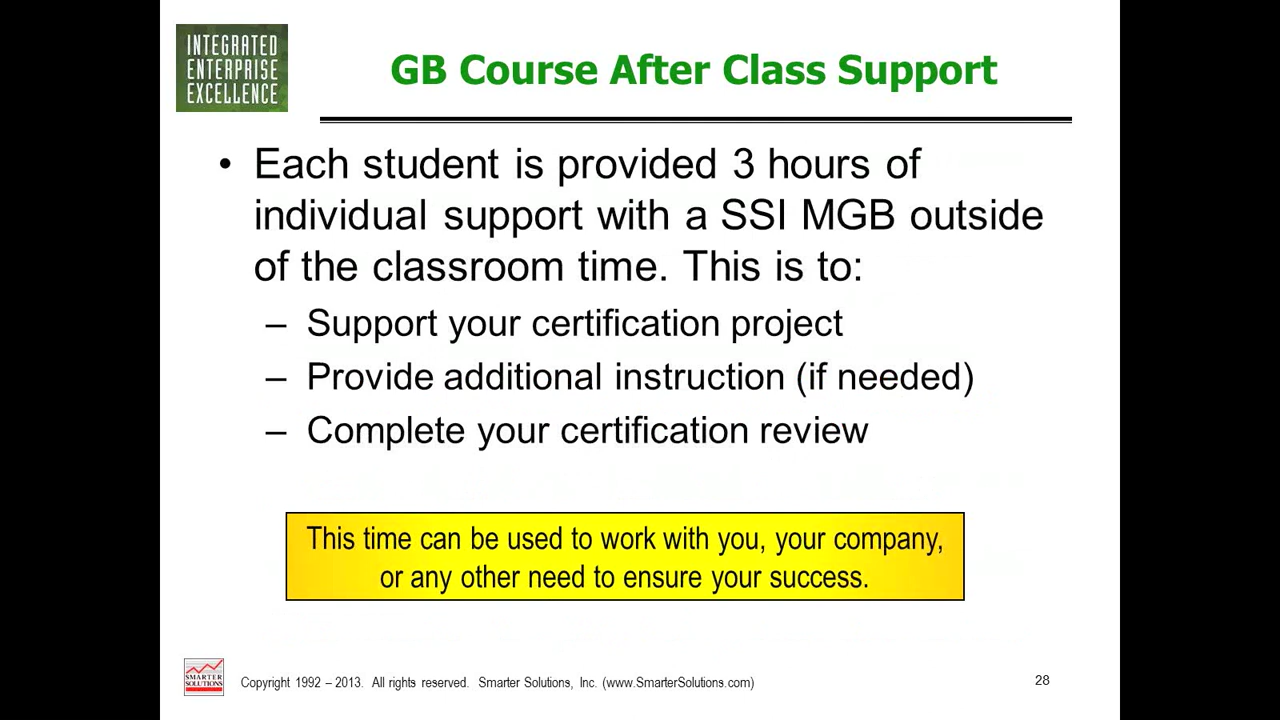 INTEGRATED
ENTERPRISE
EXCELLENCE
GB Course After Class Support
• Each student is provided 3 hours of
individual support with a SSI MGB outside
of the classroom time. This is to:
– Support your certification project
– Provide additional instruction (if needed)
– Complete your certification review
This time can be used to work with you, your company,
or any other need to ensure your success.
SMARTER
SOLUTIONS
Copyright 1992 – 2013. All rights reserved. Smarter Solutions, Inc. (www.SmarterSolutions.com)
28